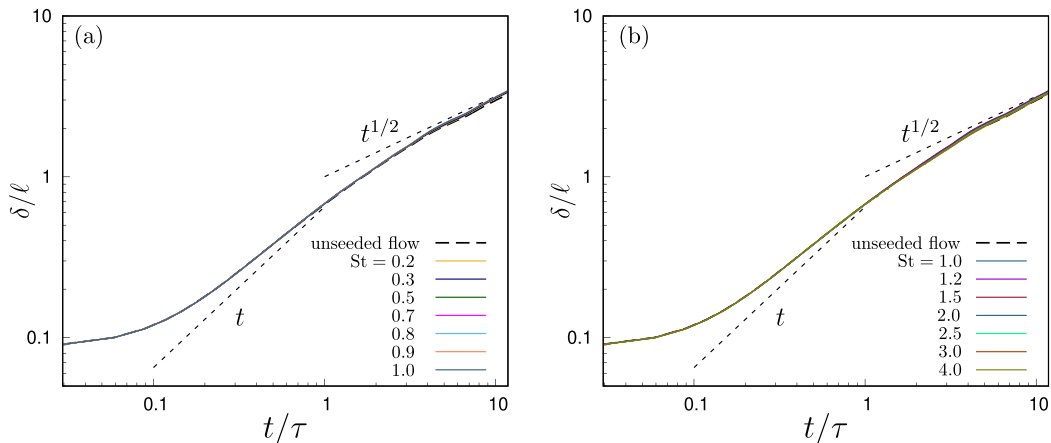 (a)
10
1
0.1
δ/ℓ
t^{1/2}
t
unseeded flow
St = 0.2
0.3
0.5
0.7
0.8
0.9
1.0
0.1
1
10
t/τ
(b)
10
1
0.1
δ/ℓ
t^{1/2}
t
unseeded flow
St = 1.0
1.2
1.5
2.0
2.5
3.0
4.0
0.1
1
10
t/τ